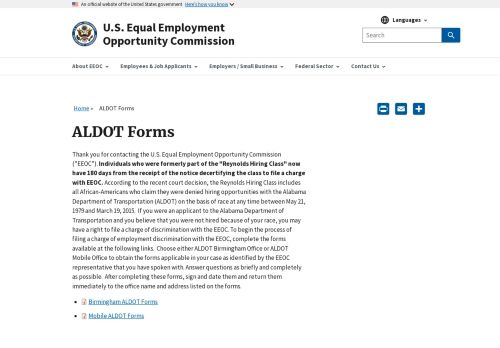 An official website of the United States government Here's how you know
U.S. Equal Employment
Opportunity Commission
Languages
Search
About EEOC
Employees & Job Applicants
Employers / Small Business
Federal Sector
Contact Us
Home » ALDOT Forms
ALDOT Forms
Thank you for contacting the U.S. Equal Employment Opportunity Commission
("EEOC"). Individuals who were formerly part of the "Reynolds Hiring Class" now
have 180 days from the receipt of the notice decertifying the class to file a charge
with EEOC. According to the recent court decision, the Reynolds Hiring Class includes
all African-Americans who claim they were denied hiring opportunities with the Alabama
Department of Transportation (ALDOT) on the basis of race at any time between May 21,
1979 and March 19, 2015. If you were an applicant to the Alabama Department of
Transportation and you believe that you were not hired because of your race, you may
have a right to file a charge of discrimination with the EEOC. To begin the process of
filing a charge of employment discrimination with the EEOC, complete the forms
available at the following links. Choose either ALDOT Birmingham Office or ALDOT
Mobile Office to obtain the forms applicable in your case as identified by the EEOC
representative that you have spoken with. Answer questions as briefly and completely
as possible. After completing these forms, sign and date them and return them
immediately to the office name and address listed on the forms.
Birmingham ALDOT Forms
Mobile ALDOT Forms